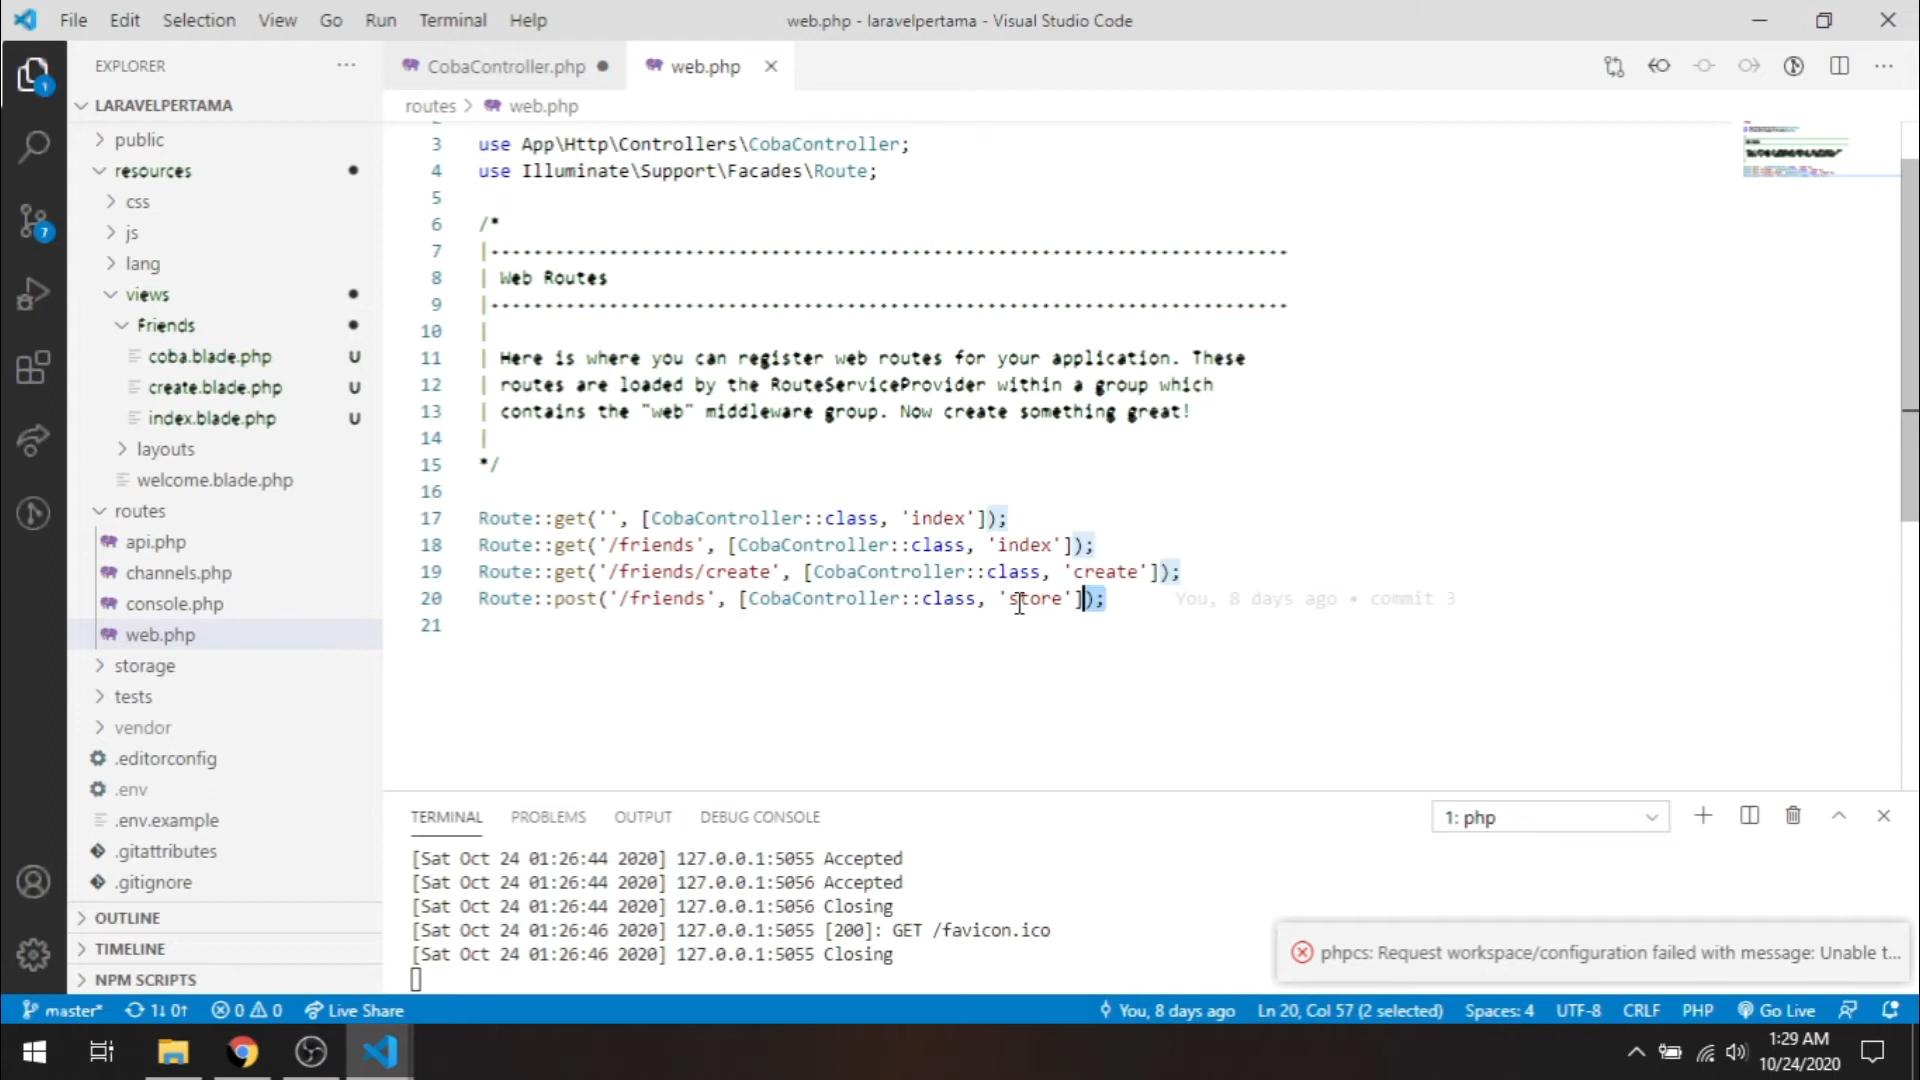 File Edit Selection View Go Run Terminal Help web.php - laravelpertama - Visual Studio Code
EXPLORER
LARAVELPERTAMA
public
resources
css
js
lang
views
Friends
coba.blade.php U
create.blade.php U
index.blade.php U
layouts
welcome.blade.php
routes
api.php
channels.php
console.php
web.php
storage
tests
vendor
.editorconfig
.env
.env.example
.gitattributes
.gitignore
OUTLINE
TIMELINE
NPM SCRIPTS
1
7
CobaController.php web.php
routes > web.php
3 use App\Http\Controllers\CobaController;
4 use Illuminate\Support\Facades\Route;
5
6 /*
7 |--------------------------------------------------------------------------
8 | Web Routes
9 |--------------------------------------------------------------------------
10 |
11 | Here is where you can register web routes for your application. These
12 | routes are loaded by the RouteServiceProvider within a group which
13 | contains the "web" middleware group. Now create something great!
14 |
15 */
16
17 Route::get('', [CobaController::class, 'index']);
18 Route::get('/friends', [CobaController::class, 'index']);
19 Route::get('/friends/create', [CobaController::class, 'create']);
20 Route::post('/friends', [CobaController::class, 'store']); You, 8 days ago • commit 3
21
TERMINAL PROBLEMS OUTPUT DEBUG CONSOLE 1: php
[Sat Oct 24 01:26:44 2020] 127.0.0.1:5055 Accepted
[Sat Oct 24 01:26:44 2020] 127.0.0.1:5056 Accepted
[Sat Oct 24 01:26:44 2020] 127.0.0.1:5056 Closing
[Sat Oct 24 01:26:46 2020] 127.0.0.1:5055 [200]: GET /favicon.ico
[Sat Oct 24 01:26:46 2020] 127.0.0.1:5055 Closing
phpcs: Request workspace/configuration failed with message: Unable t...
master* 1↓ 0↑ 0 0 Live Share You, 8 days ago Ln 20, Col 57 (2 selected) Spaces: 4 UTF-8 CRLF PHP Go Live
1:29 AM
10/24/2020